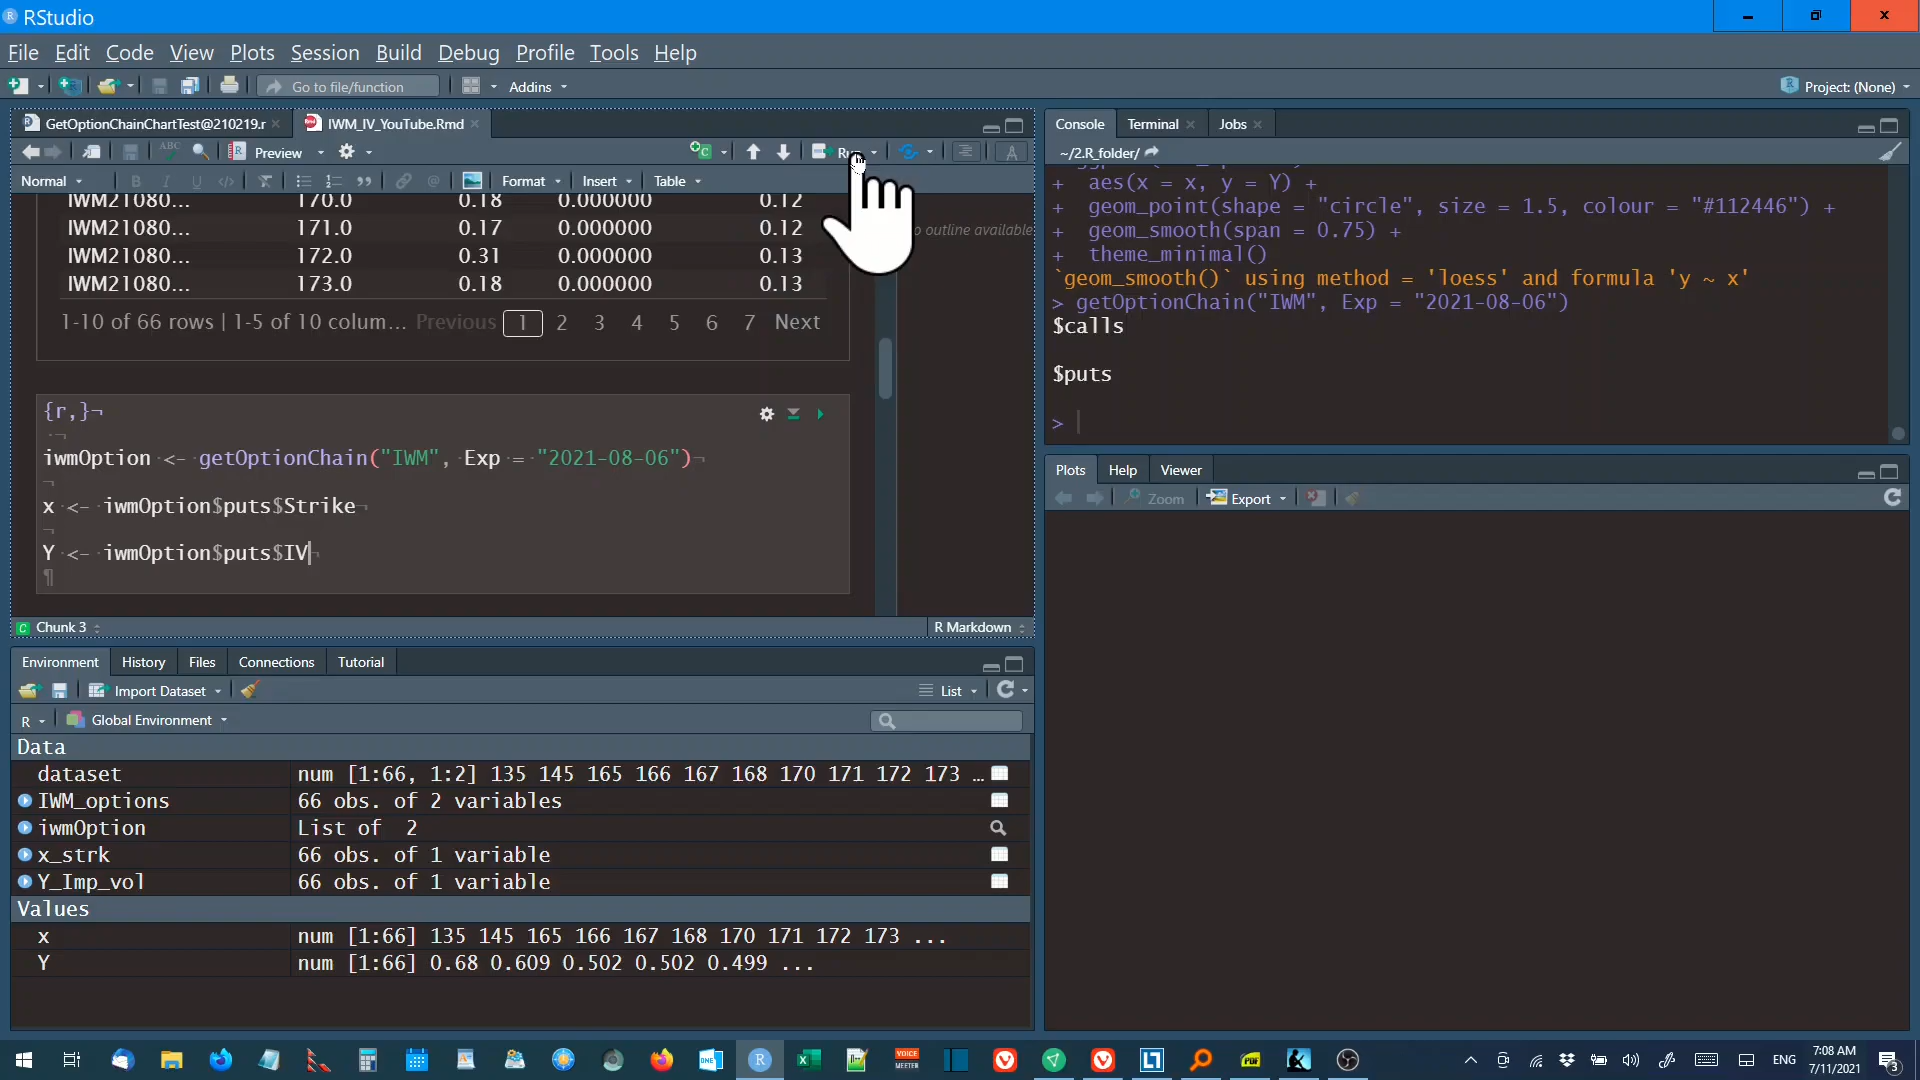 RStudio
File Edit Code View Plots Session Build Debug Profile Tools Help
Go to file/function Addins Project: (None)
GetOptionChainChartTest@210219.r IWM_IV_YouTube.Rmd
Preview
Normal Format Insert Table
IWM21080... 170.0 0.18 0.000000 0.12
IWM21080... 171.0 0.17 0.000000 0.12
IWM21080... 172.0 0.31 0.000000 0.13
IWM21080... 173.0 0.18 0.000000 0.13
1-10 of 66 rows | 1-5 of 10 colum... Previous 1 2 3 4 5 6 7 Next
outline available
{r,}¬
iwmOption <- getOptionChain("IWM", Exp = "2021-08-06")¬
¬
x <- iwmOption$puts$Strike¬
¬
Y <- iwmOption$puts$IV¬
¶
Chunk 3 R Markdown
Console Terminal Jobs
~/2.R_folder/
+ aes(x = x, y = Y) +
+ geom_point(shape = "circle", size = 1.5, colour = "#112446") +
+ geom_smooth(span = 0.75) +
+ theme_minimal()
`geom_smooth()` using method = 'loess' and formula 'y ~ x'
> getOptionChain("IWM", Exp = "2021-08-06")
$calls
$puts
>
Plots Help Viewer
Zoom Export
Environment History Files Connections Tutorial
Import Dataset List
R Global Environment
Data
dataset num [1:66, 1:2] 135 145 165 166 167 168 170 171 172 173 …
IWM_options 66 obs. of 2 variables
iwmOption List of 2
x_strk 66 obs. of 1 variable
Y_Imp_vol 66 obs. of 1 variable
Values
x num [1:66] 135 145 165 166 167 168 170 171 172 173 ...
Y num [1:66] 0.68 0.609 0.502 0.502 0.499 ...
ENG 7:08 AM
7/11/2021 3